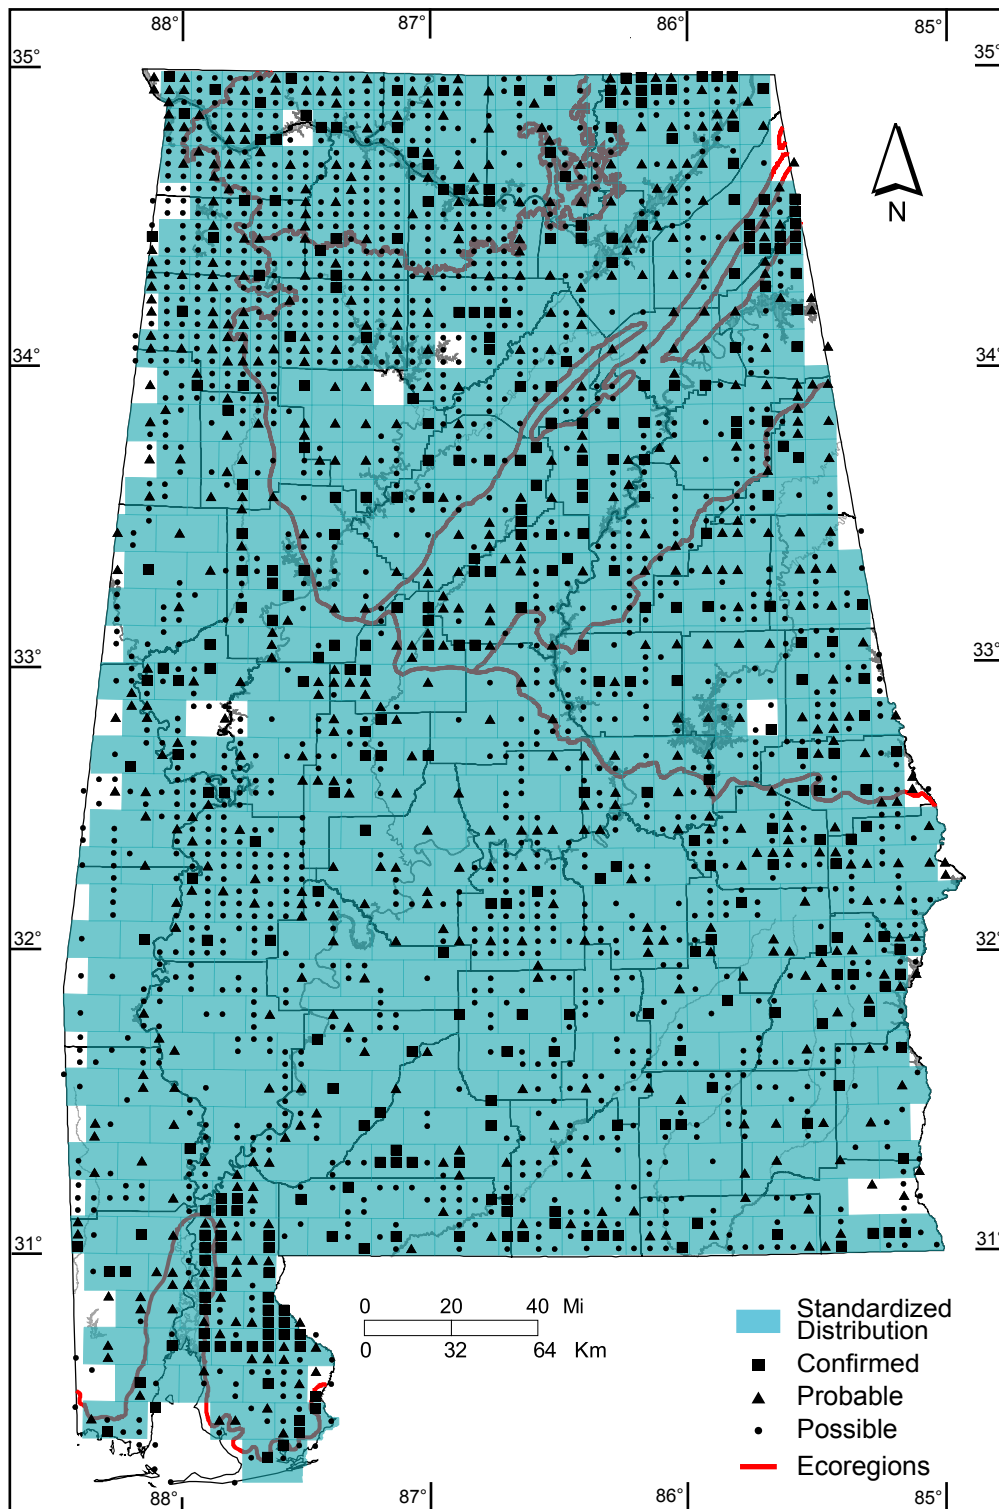 88° 87° 86° 85°
35° 35°
N
34° 34°
33° 33°
32° 32°
31° 31°
0 20 40 Mi
0 32 64 Km
Standardized
Distribution
Confirmed
Probable
Possible
Ecoregions
88° 87° 86° 85°